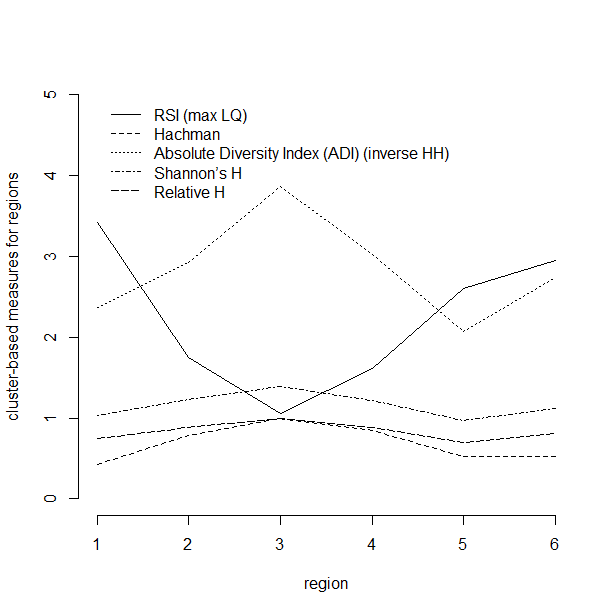 5
4
3
2
1
0
cluster-based measures for regions
RSI (max LQ)
Hachman
Absolute Diversity Index (ADI) (inverse HH)
Shannon's H
Relative H
1 2 3 4 5 6
region